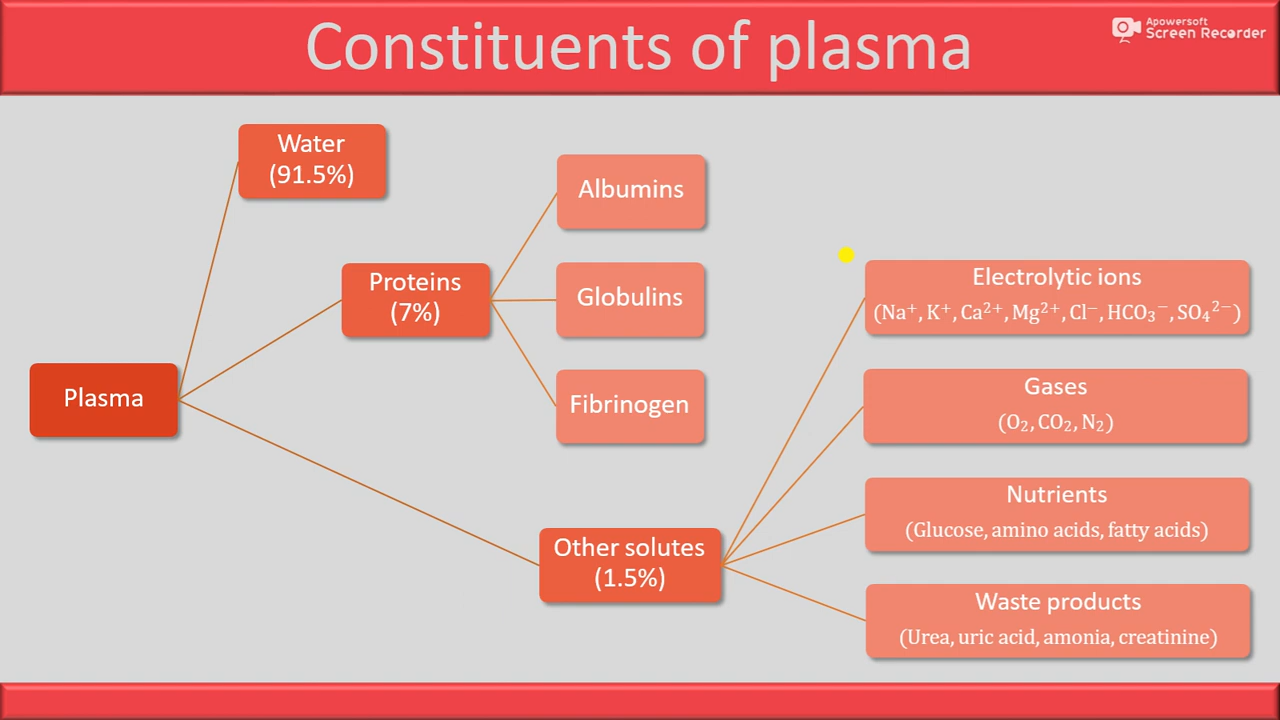 Constituents of plasma
Apowersoft
Screen Recorder
Water
(91.5%)
Albumins
Proteins
(7%)
Globulins
Fibrinogen
Plasma
Other solutes
(1.5%)
Electrolytic ions
(Na⁺, K⁺, Ca²⁺, Mg²⁺, Cl⁻, HCO₃⁻, SO₄²⁻)
Gases
(O₂, CO₂, N₂)
Nutrients
(Glucose, amino acids, fatty acids)
Waste products
(Urea, uric acid, amonia, creatinine)